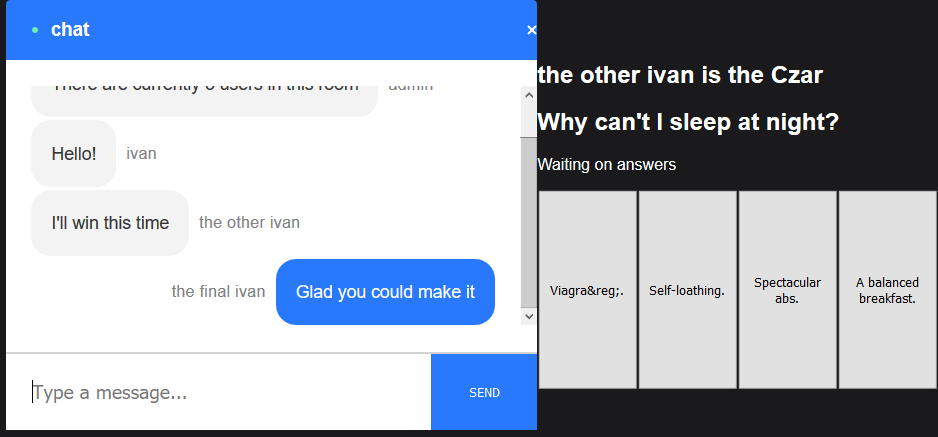 chat
×
There are currently 3 users in this room admin
Hello! ivan
I'll win this time the other ivan
the final ivan Glad you could make it
Type a message...
SEND
the other ivan is the Czar
Why can't I sleep at night?
Waiting on answers
Viagra&reg;.
Self-loathing.
Spectacular
abs.
A balanced
breakfast.